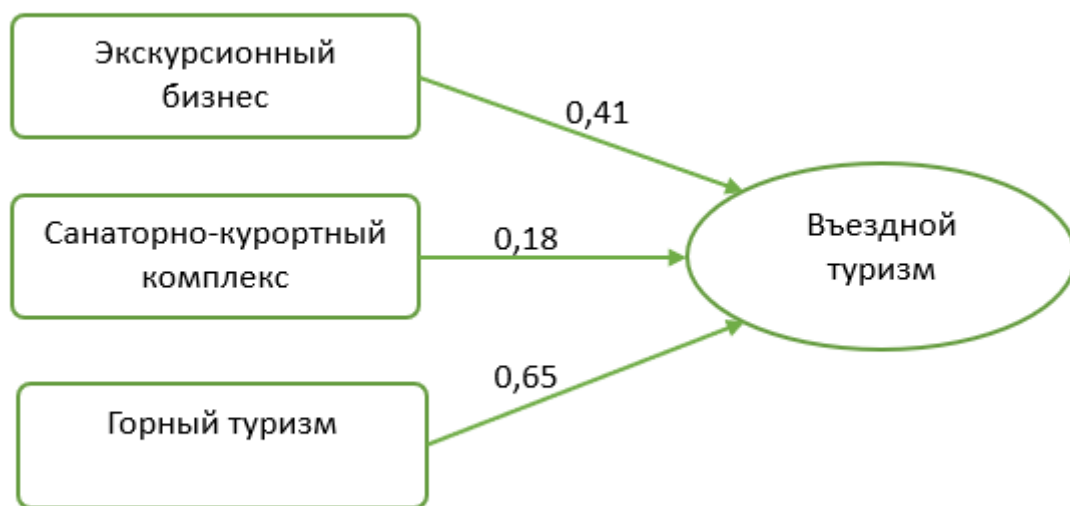 Экскурсионный
бизнес
0,41
Санаторно-курортный
комплекс
0,18
Въездной
туризм
Горный туризм
0,65